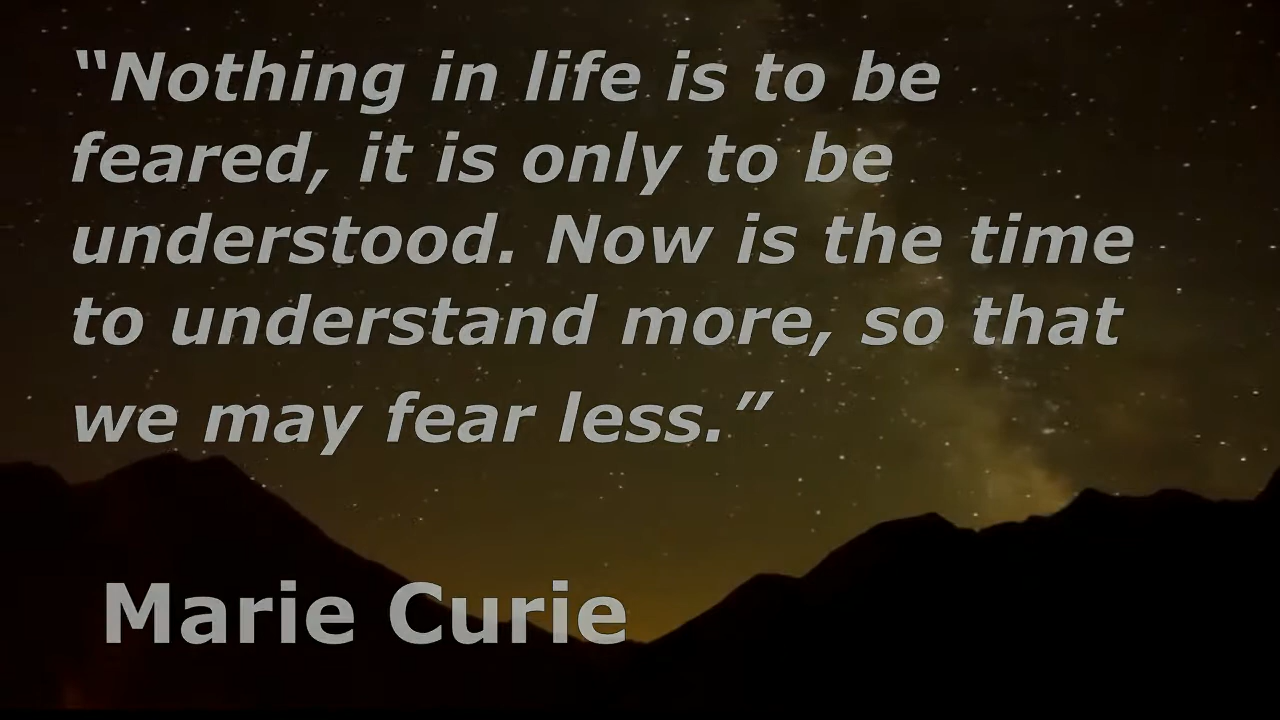 “Nothing in life is to be
feared, it is only to be
understood. Now is the time
to understand more, so that
we may fear less.”
Marie Curie